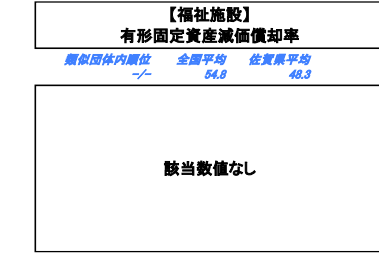 【福祉施設】
有形固定資産減価償却率
類似団体内順位 全国平均 佐賀県平均
-/- 54.8 48.3
該当数値なし